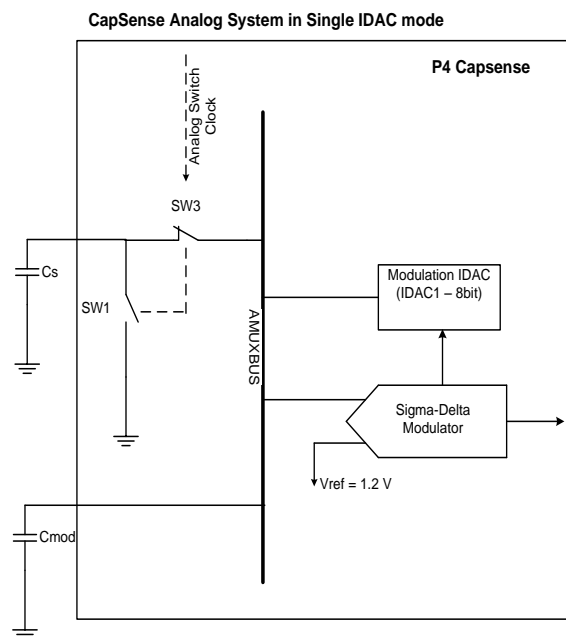 CapSense Analog System in Single IDAC mode
P4 Capsense
Analog Switch
Clock
SW3
Cs
SW1
AMUXBUS
Modulation IDAC
(IDAC1 – 8bit)
Sigma-Delta
Modulator
Vref = 1.2 V
Cmod